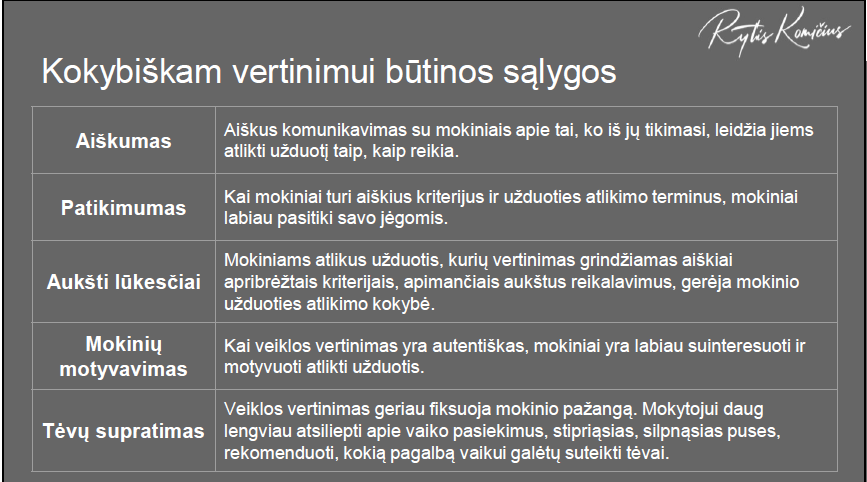 Rytis Komičius
Kokybiškam vertinimui būtinos sąlygos
Aiškumas
Aiškus komunikavimas su mokiniais apie tai, ko iš jų tikimasi, leidžia jiems
atlikti užduotį taip, kaip reikia.
Patikimumas
Kai mokiniai turi aiškius kriterijus ir užduoties atlikimo terminus, mokiniai
labiau pasitiki savo jėgomis.
Aukšti lūkesčiai
Mokiniams atlikus užduotis, kurių vertinimas grindžiamas aiškiai
apribrėžtais kriterijais, apimančiais aukštus reikalavimus, gerėja mokinio
užduoties atlikimo kokybė.
Mokinių
motyvavimas
Kai veiklos vertinimas yra autentiškas, mokiniai yra labiau suinteresuoti ir
motyvuoti atlikti užduotis.
Tėvų supratimas
Veiklos vertinimas geriau fiksuoja mokinio pažangą. Mokytojui daug
lengviau atsiliepti apie vaiko pasiekimus, stipriąsias, silpnąsias puses,
rekomenduoti, kokią pagalbą vaikui galėtų suteikti tėvai.